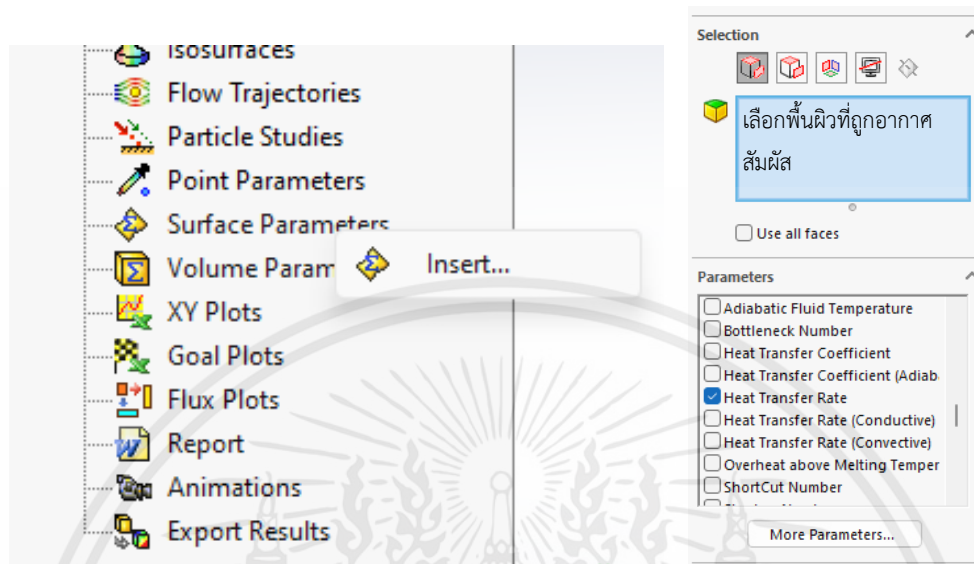 Isosurfaces
Flow Trajectories
Particle Studies
Point Parameters
Surface Parameters
Insert...
Volume Param
XY Plots
Goal Plots
Flux Plots
Report
Animations
Export Results
Selection
เลือกพื้นผิวที่ถูกอากาศ
สัมผัส
Use all faces
Parameters
Adiabatic Fluid Temperature
Bottleneck Number
Heat Transfer Coefficient
Heat Transfer Coefficient (Adiab
Heat Transfer Rate
Heat Transfer Rate (Conductive)
Heat Transfer Rate (Convective)
Overheat above Melting Temper
ShortCut Number
More Parameters...